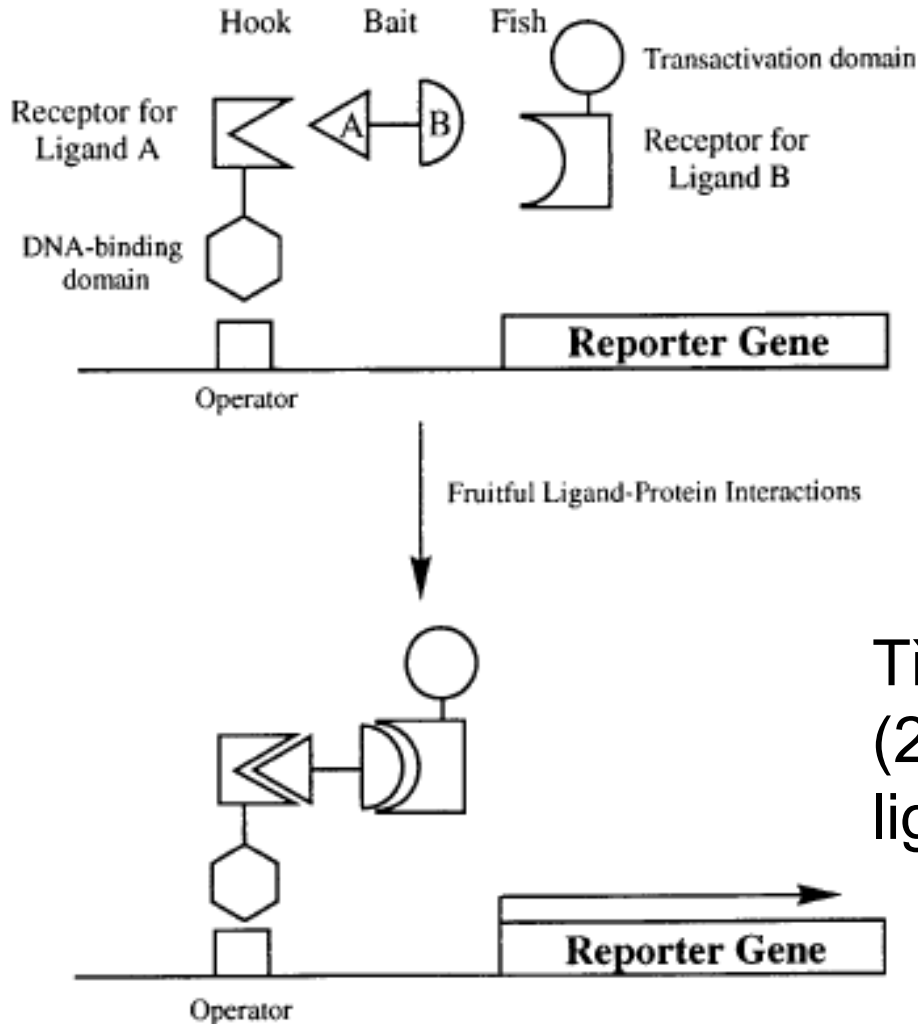 Hook Bait Fish
Transactivation domain
Receptor for
Ligand A
A B
Receptor for
Ligand B
DNA-binding
domain
Reporter Gene
Operator
Fruitful Ligand-Protein Interactions
(2
Reporter Gene
Operator